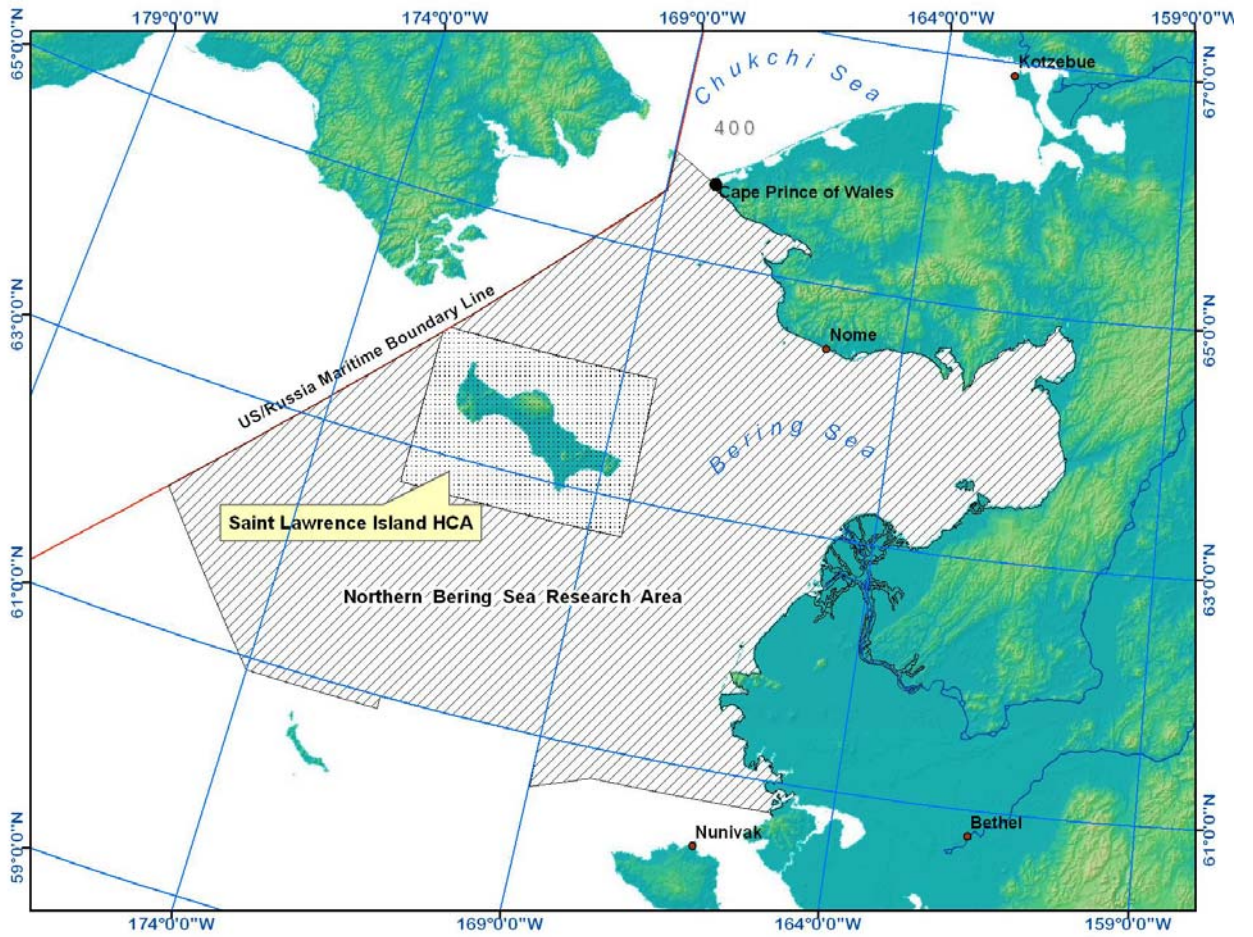 179°0'0"W
174°0'0"W
169°0'0"W
164°0'0"W
159°0'0"W
65°0'0"N
67°0'0"N
Kotzebue
Chukchi Sea
400
Cape Prince of Wales
63°0'0"N
65°0'0"N
US/Russia Maritime Boundary Line
Nome
Bering Sea
Saint Lawrence Island HCA
61°0'0"N
63°0'0"N
Northern Bering Sea Research Area
59°0'0"N
61°0'0"N
Nunivak
Bethel
174°0'0"W
169°0'0"W
164°0'0"W
159°0'0"W